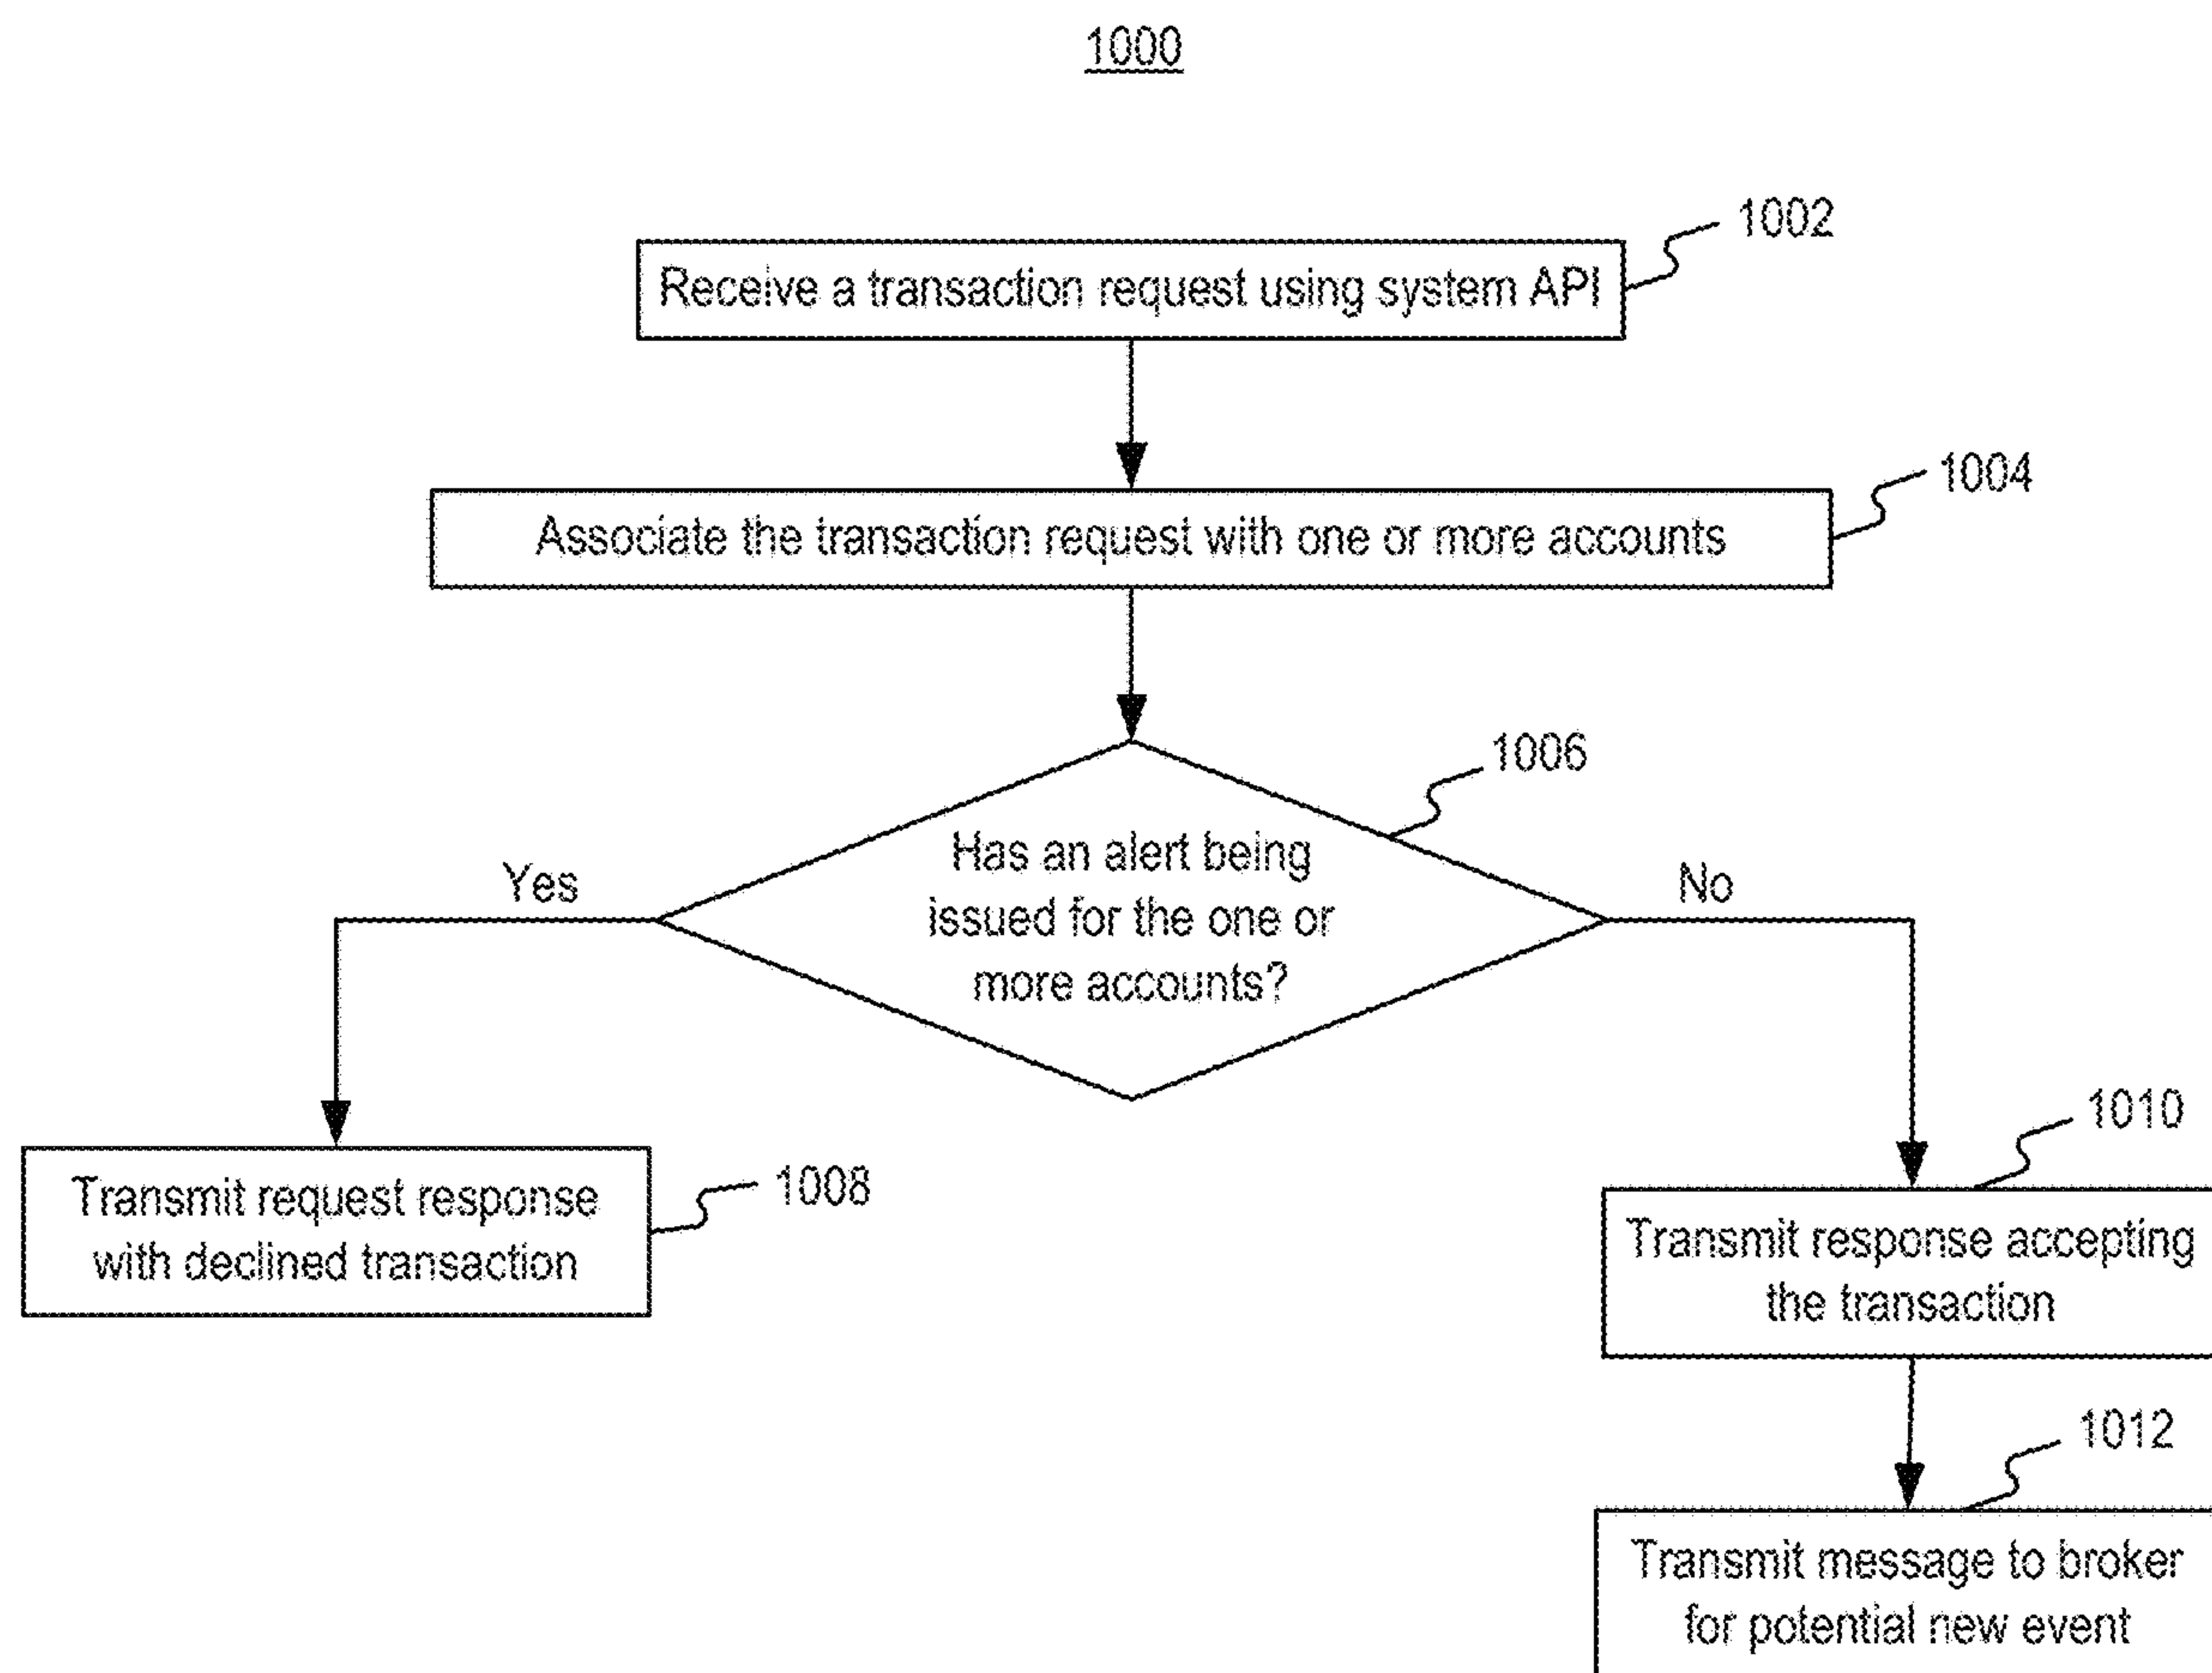 1000
1002
Receive a transaction request using system API
1004
Associate the transaction request with one or more accounts
1006
Has an alert being
issued for the one or
more accounts?
Yes
No
1008
Transmit request response
with declined transaction
1010
Transmit response accepting
the transaction
1012
Transmit message to broker
for potential new event